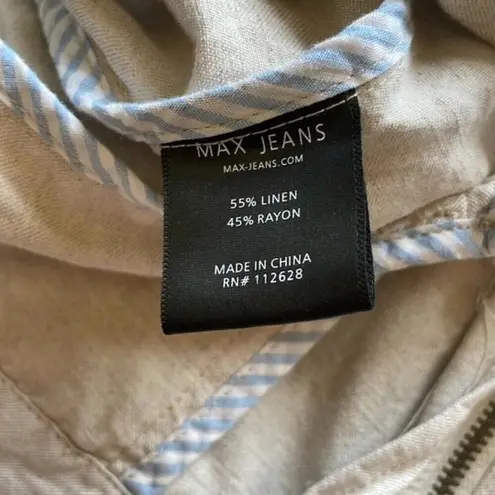 MAX JEANS
MAX-JEANS.COM
55% LINEN
45% RAYON
MADE IN CHINA
RN# 112628